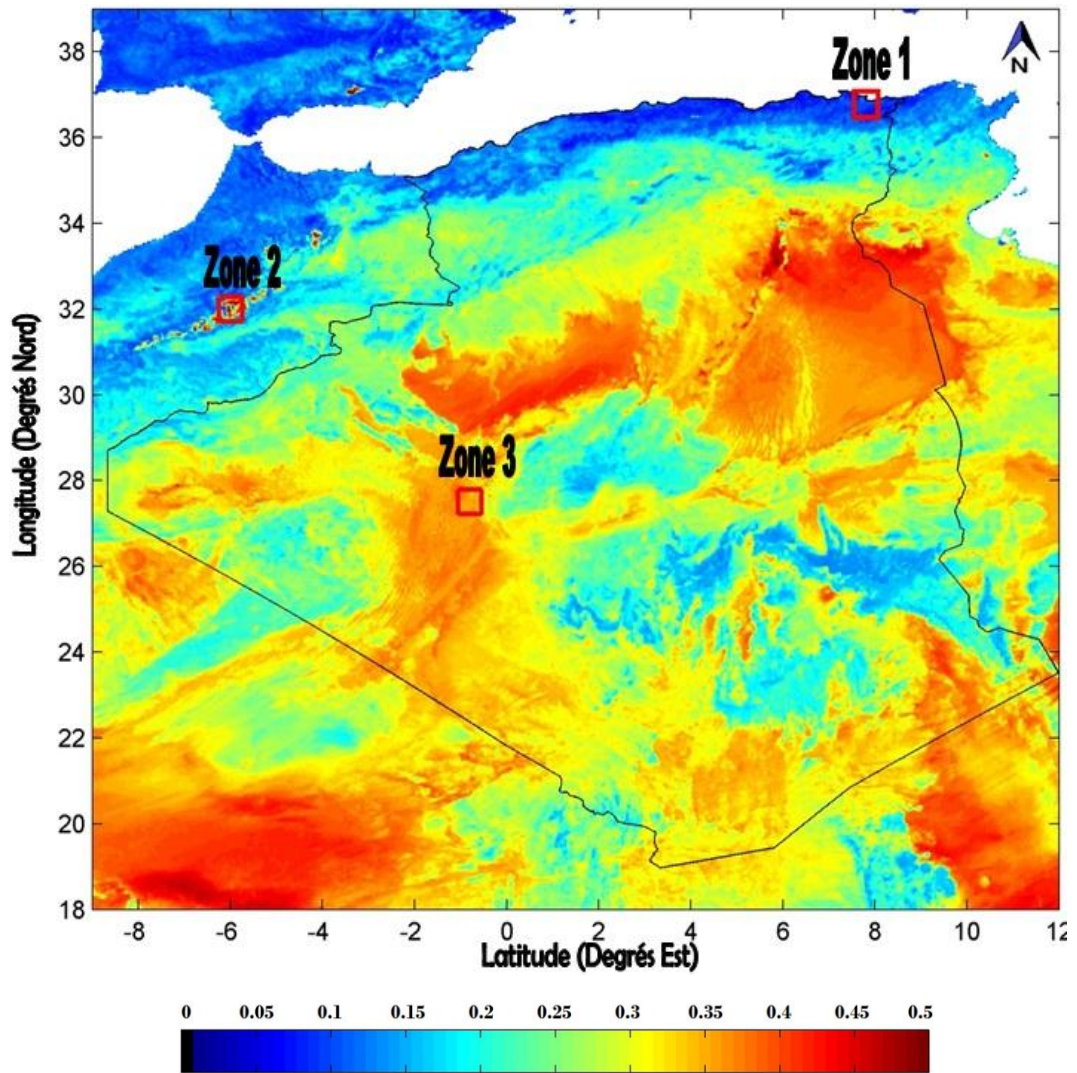 38
36
34
32
30
28
26
24
22
20
18
Longitude (Degrés Nord)
Zone 1
N
Zone 2
Zone 3
-8 -6 -4 -2 0 2 4 6 8 10 12
Latitude (Degrés Est)
0 0.05 0.1 0.15 0.2 0.25 0.3 0.35 0.4 0.45 0.5